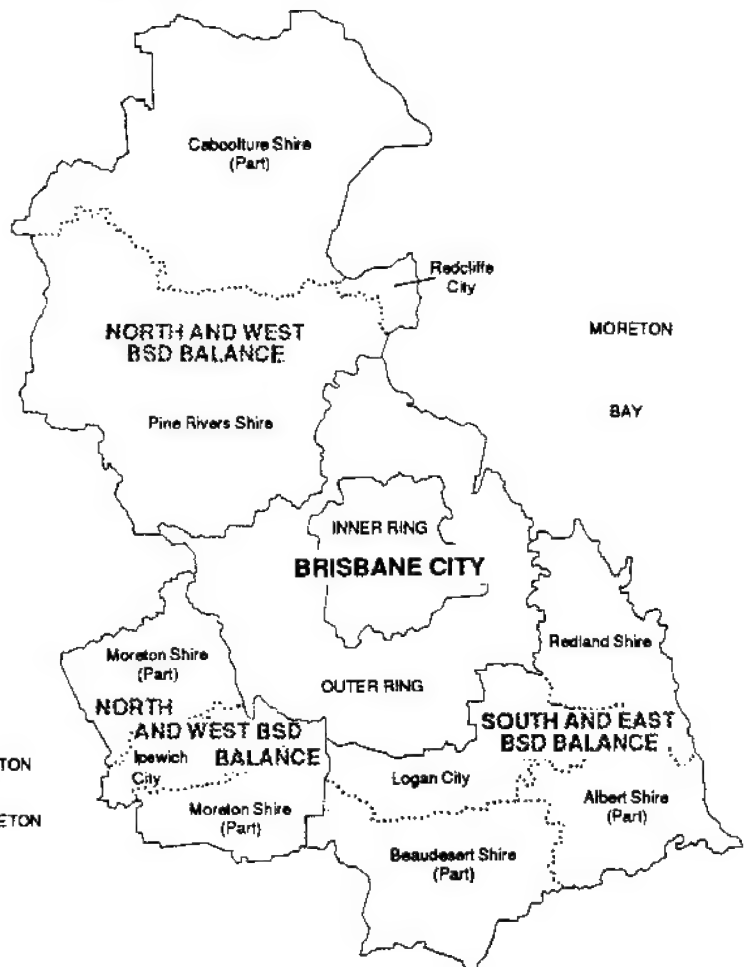 Caboolture Shire
(Part)
Redcliffe
City
NORTH AND WEST
BSD BALANCE
MORETON
BAY
Pine Rivers Shire
INNER RING
BRISBANE CITY
Redland Shire
Moreton Shire
(Part)
OUTER RING
NORTH
AND WEST BSD
BALANCE
SOUTH AND EAST
BSD BALANCE
Ipswich
City
TON
Logan City
Albert Shire
(Part)
Moreton Shire
(Part)
ETON
Beaudesert Shire
(Part)